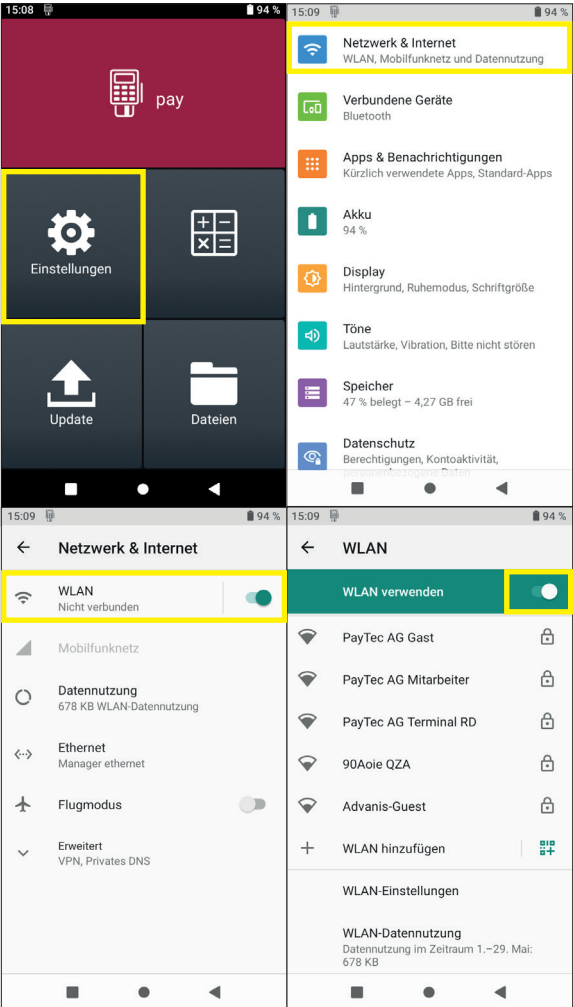 15:08 94 %
pay
Einstellungen
Update
Dateien
15:09 94 %
Netzwerk & Internet
WLAN, Mobilfunknetz und Datennutzung
Verbundene Geräte
Bluetooth
Apps & Benachrichtigungen
Kürzlich verwendete Apps, Standard-Apps
Akku
94 %
Display
Hintergrund, Ruhemodus, Schriftgröße
Töne
Lautstärke, Vibration, Bitte nicht stören
Speicher
47 % belegt – 4,27 GB frei
Datenschutz
Berechtigungen, Kontoaktivität,
personenbezogene Daten
15:09 94 %
Netzwerk & Internet
WLAN
Nicht verbunden
Mobilfunknetz
Datennutzung
678 KB WLAN-Datennutzung
Ethernet
Manager ethernet
Flugmodus
Erweitert
VPN, Privates DNS
15:09 94 %
WLAN
WLAN verwenden
PayTec AG Gast
PayTec AG Mitarbeiter
PayTec AG Terminal RD
90Aoie QZA
Advanis-Guest
WLAN hinzufügen
WLAN-Einstellungen
WLAN-Datennutzung
Datennutzung im Zeitraum 1.–29. Mai:
678 KB